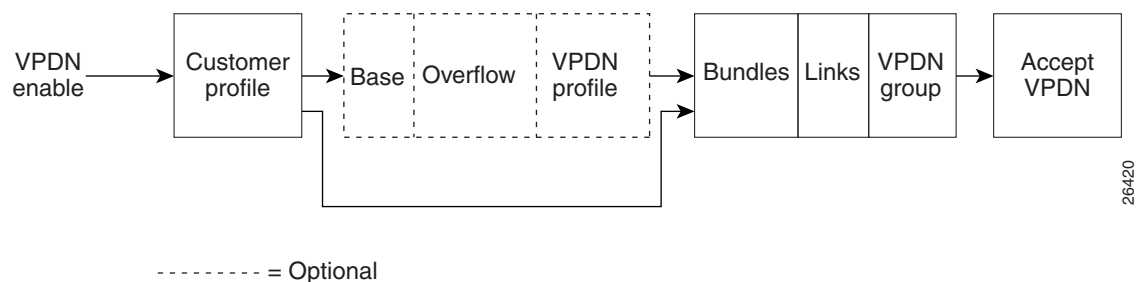 VPDN
enable
Customer
profile
Base
Overflow
VPDN
profile
Bundles
Links
VPDN
group
Accept
VPDN
26420
= Optional